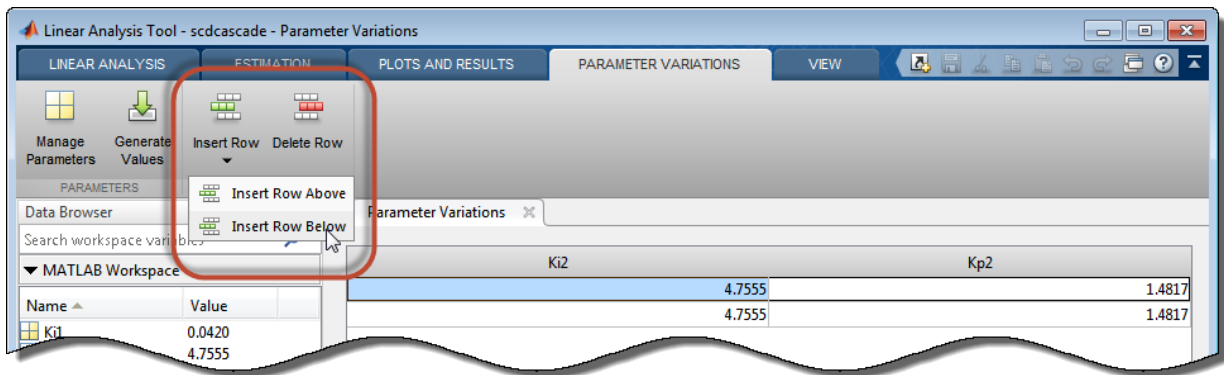 Linear Analysis Tool - scdcascade - Parameter Variations
LINEAR ANALYSIS ESTIMATION PLOTS AND RESULTS PARAMETER VARIATIONS VIEW
Manage Parameters
Generate Values
Insert Row
Delete Row
PARAMETERS
Insert Row Above
Insert Row Below
Data Browser
Search workspace variables
MATLAB Workspace
Name Value
Ki1 0.0420
4.7555
Parameter Variations
Ki2 Kp2
4.7555 1.4817
4.7555 1.4817